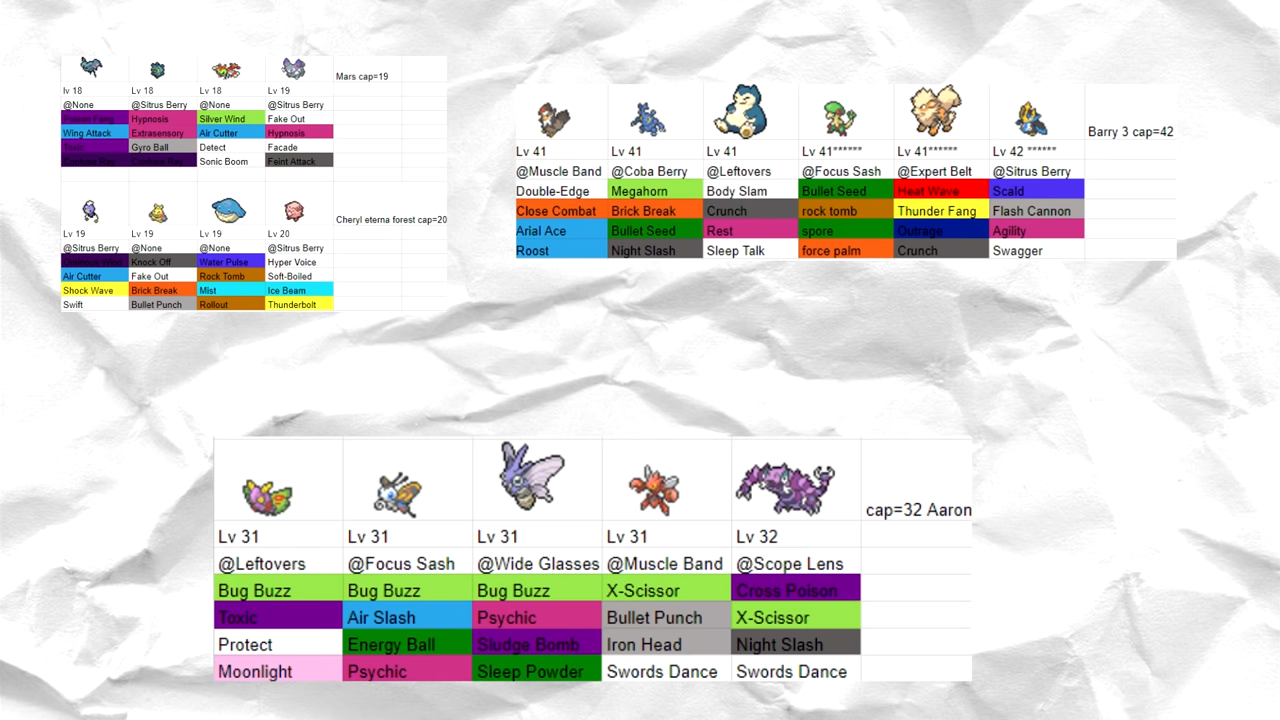 Mars cap=19
lv 18 Lv 18 Lv 18 Lv 19
@None @Sitrus Berry @None @Sitrus Berry
Poison Fang Hypnosis Silver Wind Fake Out
Wing Attack Extrasensory Air Cutter Hypnosis
Toxic Gyro Ball Detect Facade
Confuse Ray Confuse Ray Sonic Boom Feint Attack
Cheryl eterna forest cap=20
Lv 19 Lv 19 Lv 19 Lv 20
@Sitrus Berry @None @None @Sitrus Berry
Ominous Wind Knock Off Water Pulse Hyper Voice
Air Cutter Fake Out Rock Tomb Soft-Boiled
Shock Wave Brick Break Mist Ice Beam
Swift Bullet Punch Rollout Thunderbolt
Barry 3 cap=42
Lv 41 Lv 41 Lv 41 Lv 41****** Lv 41****** Lv 42 ******
@Muscle Band @Coba Berry @Leftovers @Focus Sash @Expert Belt @Sitrus Berry
Double-Edge Megahorn Body Slam Bullet Seed Heat Wave Scald
Close Combat Brick Break Crunch rock tomb Thunder Fang Flash Cannon
Arial Ace Bullet Seed Rest spore Outrage Agility
Roost Night Slash Sleep Talk force palm Crunch Swagger
cap=32 Aaron
Lv 31 Lv 31 Lv 31 Lv 31 Lv 32
@Leftovers @Focus Sash @Wide Glasses @Muscle Band @Scope Lens
Bug Buzz Bug Buzz Bug Buzz X-Scissor Cross Poison
Toxic Air Slash Psychic Bullet Punch X-Scissor
Protect Energy Ball Sludge Bomb Iron Head Night Slash
Moonlight Psychic Sleep Powder Swords Dance Swords Dance